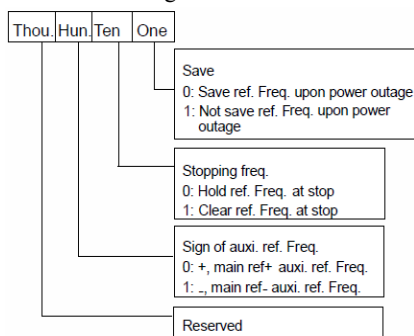 Thou. Hun. Ten One
Save
0: Save ref. Freq. upon power outage
1: Not save ref. Freq. upon power
outage
Stopping freq.
0: Hold ref. Freq. at stop
1: Clear ref. Freq. at stop
Sign of auxi. ref. Freq.
0: +, main ref+ auxi. ref. Freq.
1: -, main ref- auxi. ref. Freq.
Reserved